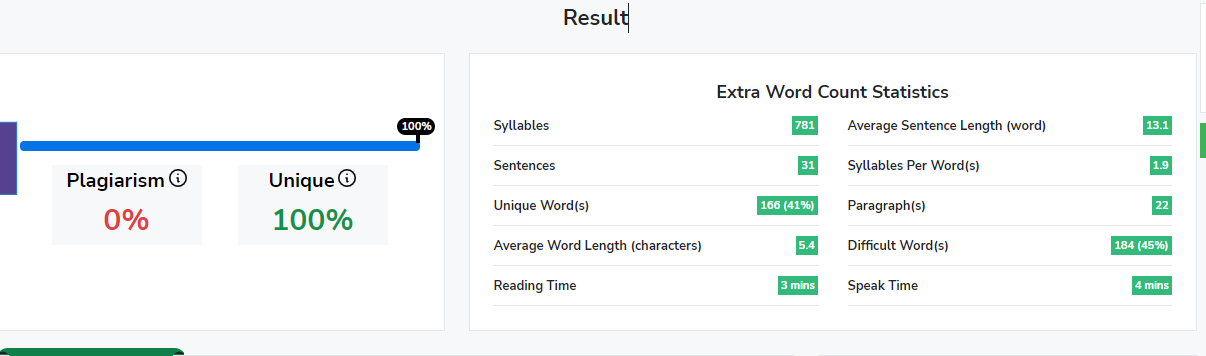 Result
100%
Plagiarism
0%
Unique
100%
Extra Word Count Statistics
Syllables 781
Average Sentence Length (word) 13.1
Sentences 31
Syllables Per Word(s) 1.9
Unique Word(s) 166 (41%)
Paragraph(s) 22
Average Word Length (characters) 5.4
Difficult Word(s) 184 (45%)
Reading Time 3 mins
Speak Time 4 mins